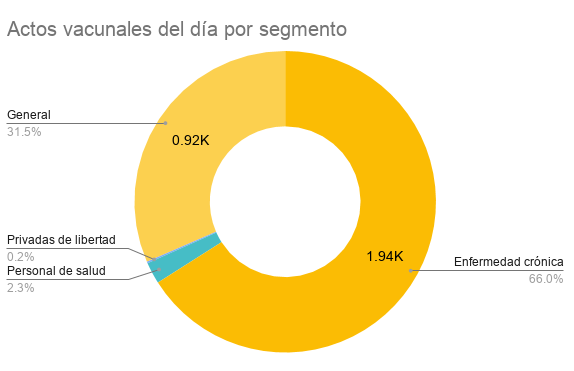 Actos vacunales del día por segmento
General
31.5%
0.92K
Privadas de libertad
0.2%
Personal de salud
2.3%
1.94K
Enfermedad crónica
66.0%